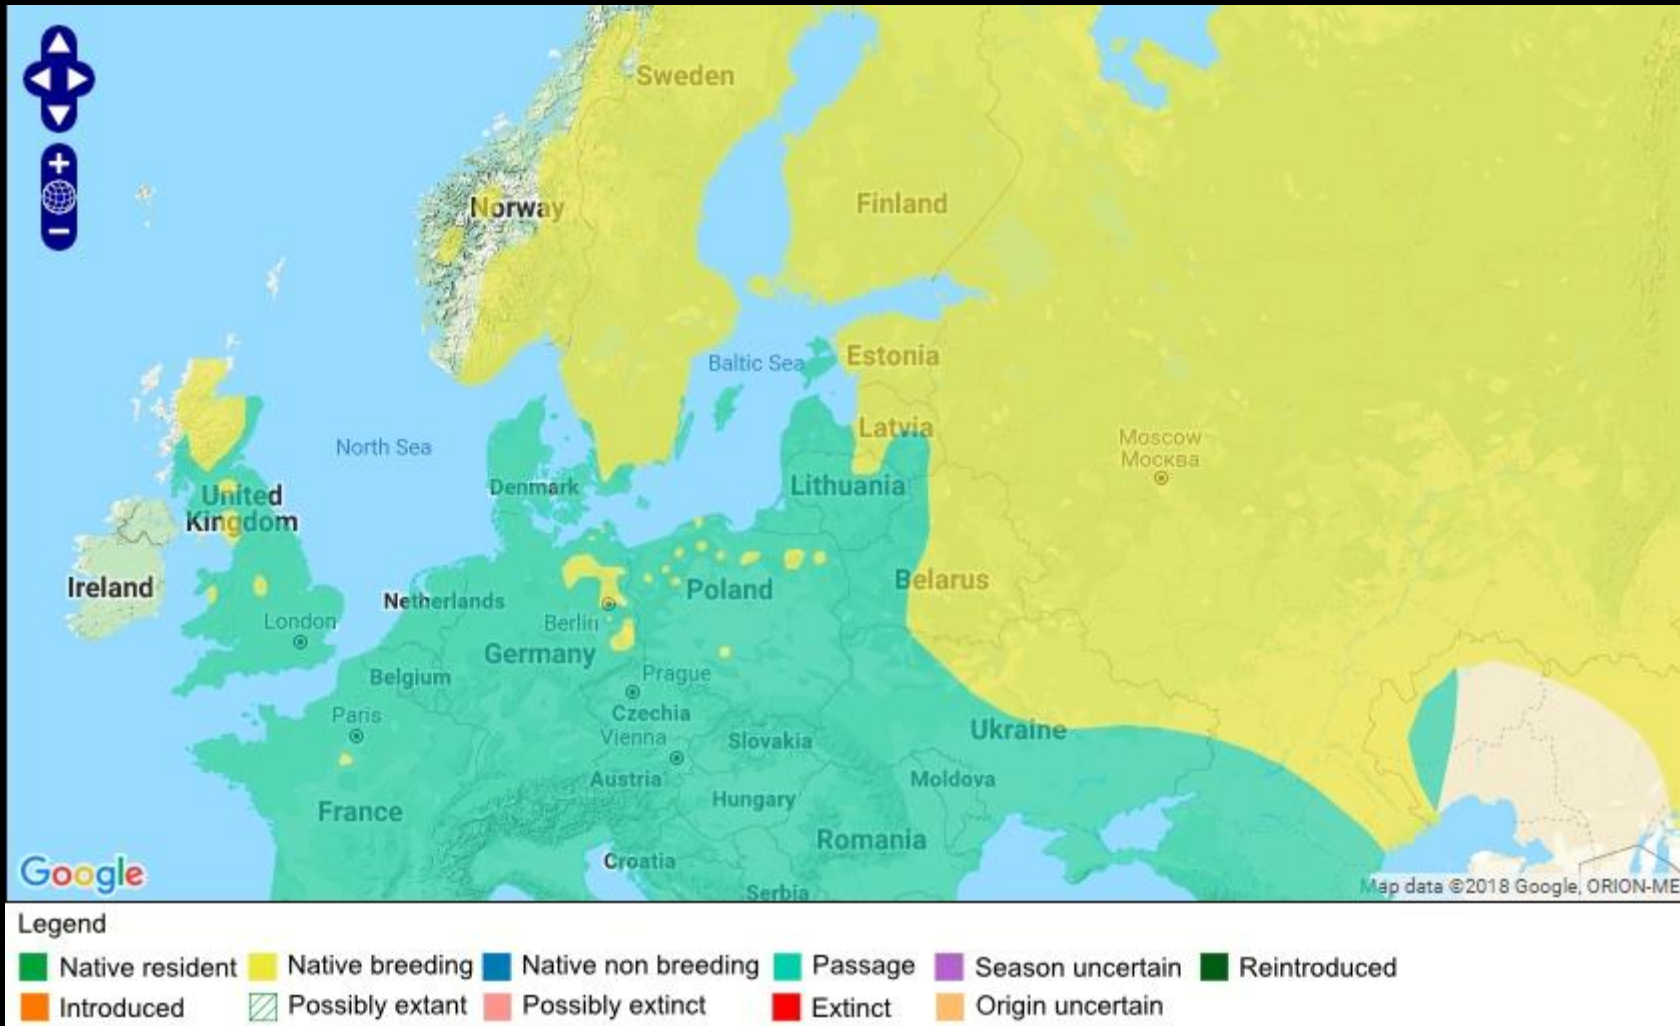 Sweden
Finland
Norway
Baltic Sea
Estonia
Latvia
North Sea
Moscow
Москва
Denmark
Lithuania
United
Kingdom
Ireland
Netherlands
Poland
Belarus
London
Berlin
Germany
Belgium
Prague
Paris
Czechia
Vienna
Slovakia
Ukraine
Austria
Moldova
Hungary
France
Romania
Croatia
Serbia
Google
Map data ©2018 Google, ORION-ME
Legend
Native resident Native breeding Native non breeding Passage Season uncertain Reintroduced
Introduced Possibly extant Possibly extinct Extinct Origin uncertain